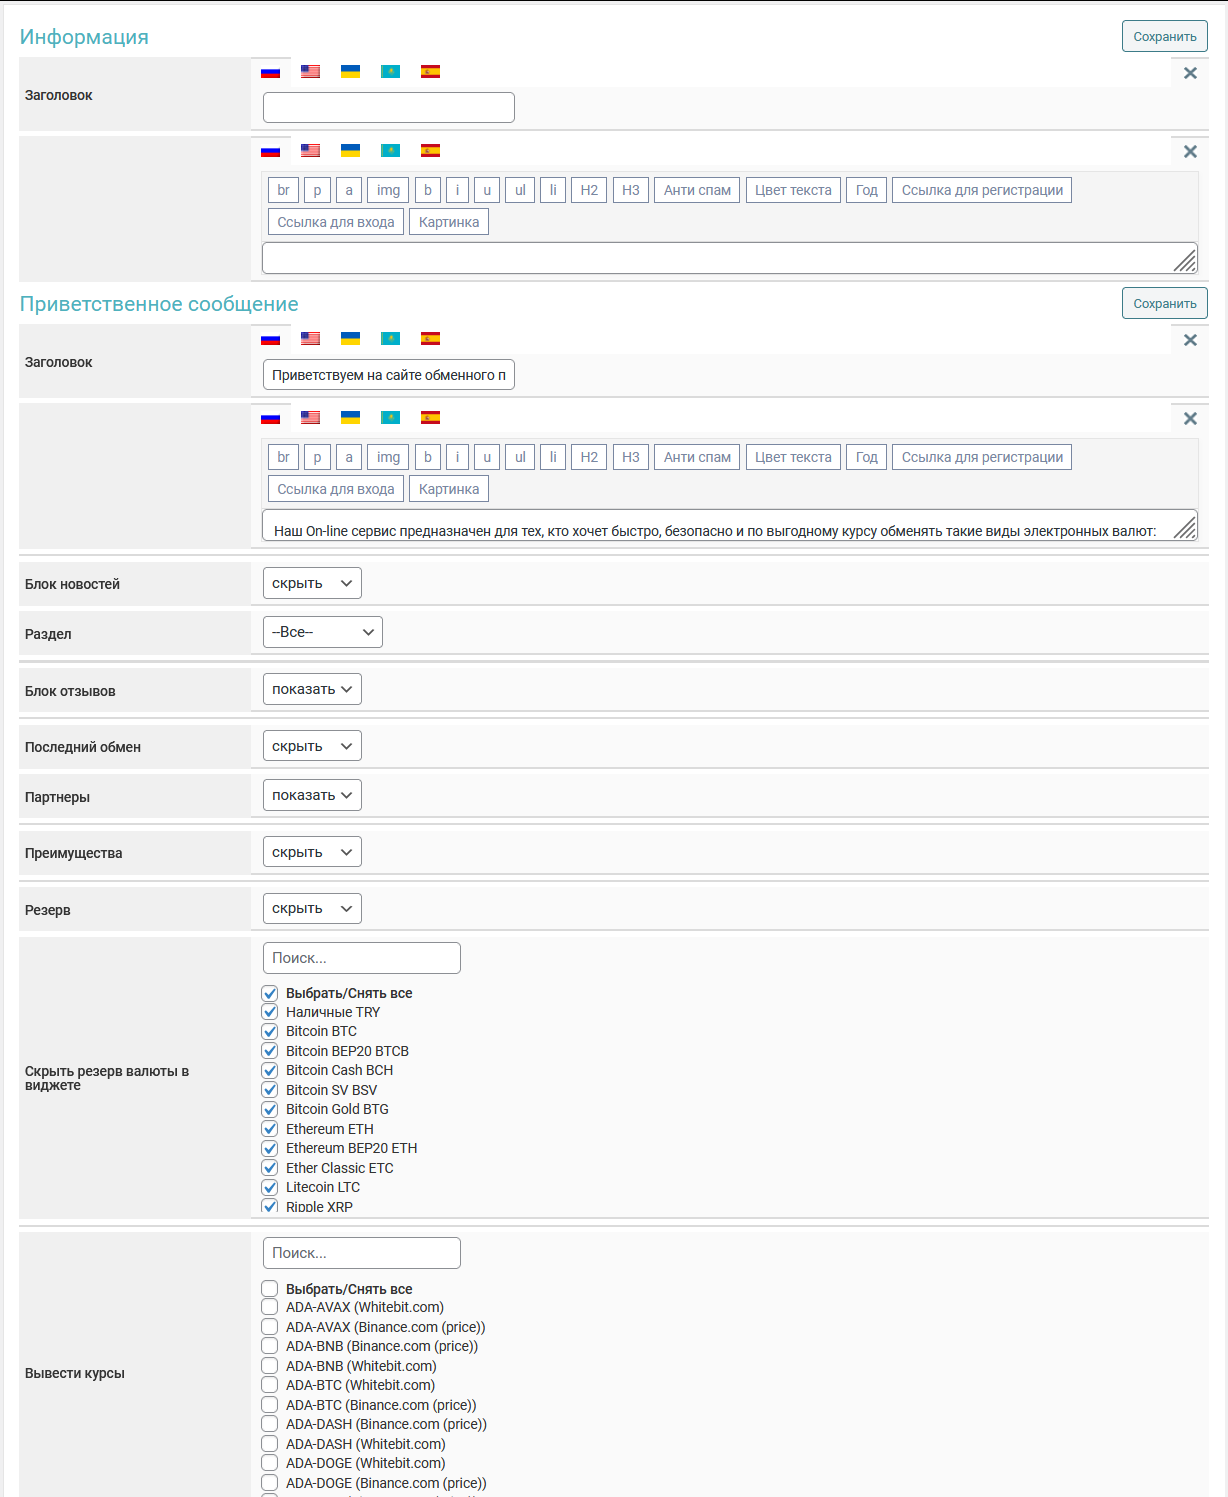 Информация
Сохранить
Заголовок
br p a img b i u ul li H2 H3 Анти спам Цвет текста Год Ссылка для регистрации
Ссылка для входа Картинка
Приветственное сообщение
Сохранить
Заголовок
Приветствуем на сайте обменного п
br p a img b i u ul li H2 H3 Анти спам Цвет текста Год Ссылка для регистрации
Ссылка для входа Картинка
Наш On-line сервис предназначен для тех, кто хочет быстро, безопасно и по выгодному курсу обменять такие виды электронных валют:
Блок новостей
скрыть
Раздел
--Все--
Блок отзывов
показать
Последний обмен
скрыть
Партнеры
показать
Преимущества
скрыть
Резерв
скрыть
Скрыть резерв валюты в
виджете
Поиск...
Выбрать/Снять все
Наличные TRY
Bitcoin BTC
Bitcoin BEP20 BTCB
Bitcoin Cash BCH
Bitcoin SV BSV
Bitcoin Gold BTG
Ethereum ETH
Ethereum BEP20 ETH
Ether Classic ETC
Litecoin LTC
Ripple XRP
Вывести курсы
Поиск...
Выбрать/Снять все
ADA-AVAX (Whitebit.com)
ADA-AVAX (Binance.com (price))
ADA-BNB (Binance.com (price))
ADA-BNB (Whitebit.com)
ADA-BTC (Whitebit.com)
ADA-BTC (Binance.com (price))
ADA-DASH (Binance.com (price))
ADA-DASH (Whitebit.com)
ADA-DOGE (Whitebit.com)
ADA-DOGE (Binance.com (price))